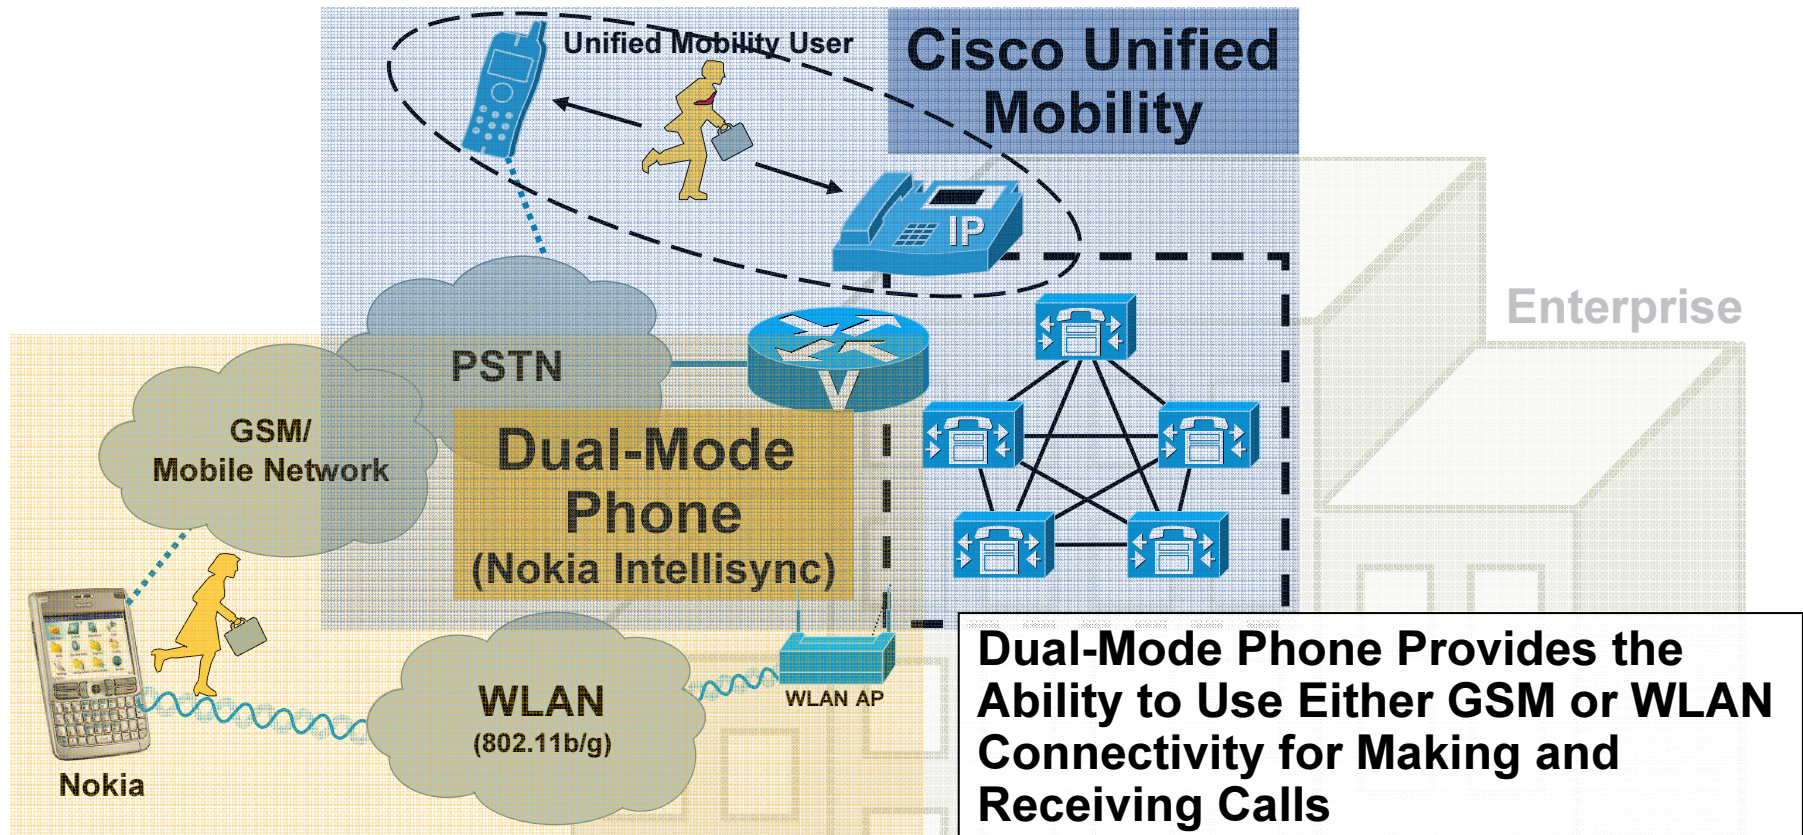 Unified Mobility User
Cisco Unified
Mobility
IP
Enterprise
PSTN
V
GSM/
Mobile Network
Dual-Mode
Phone
(Nokia Intellisync)
WLAN
(802.11b/g)
WLAN AP
Nokia
Dual-Mode Phone Provides the
Ability to Use Either GSM or WLAN
Connectivity for Making and
Receiving Calls